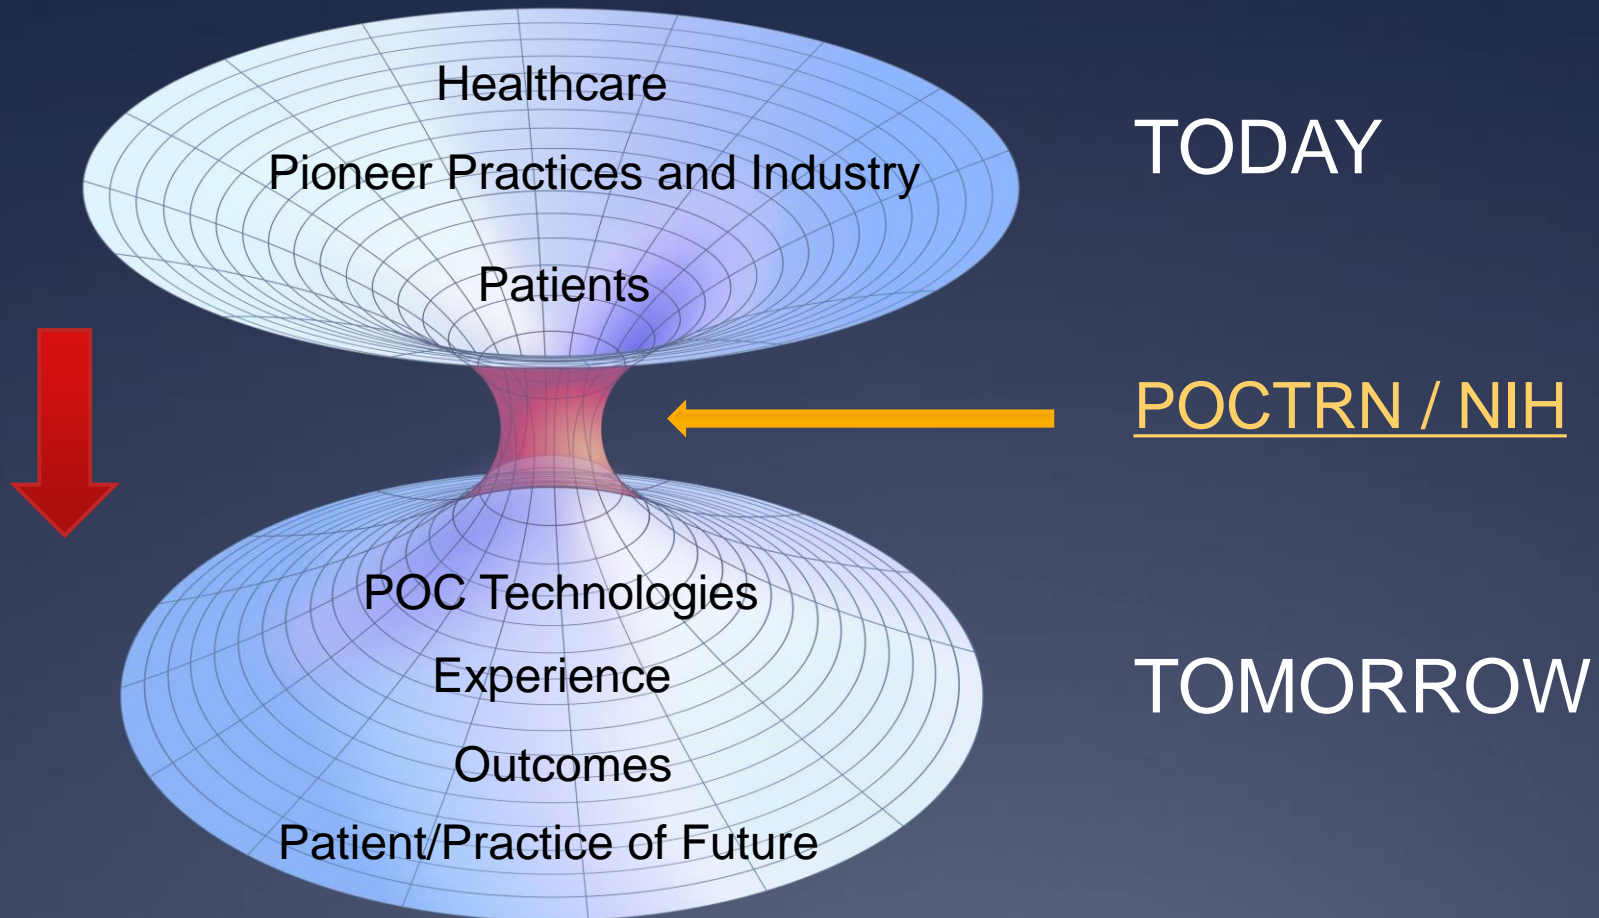 Healthcare
TODAY
Pioneer Practices and Industry
Patients
POCTRN / NIH
POC Technologies
Experience
TOMORROW
Outcomes
Patient/Practice of Future